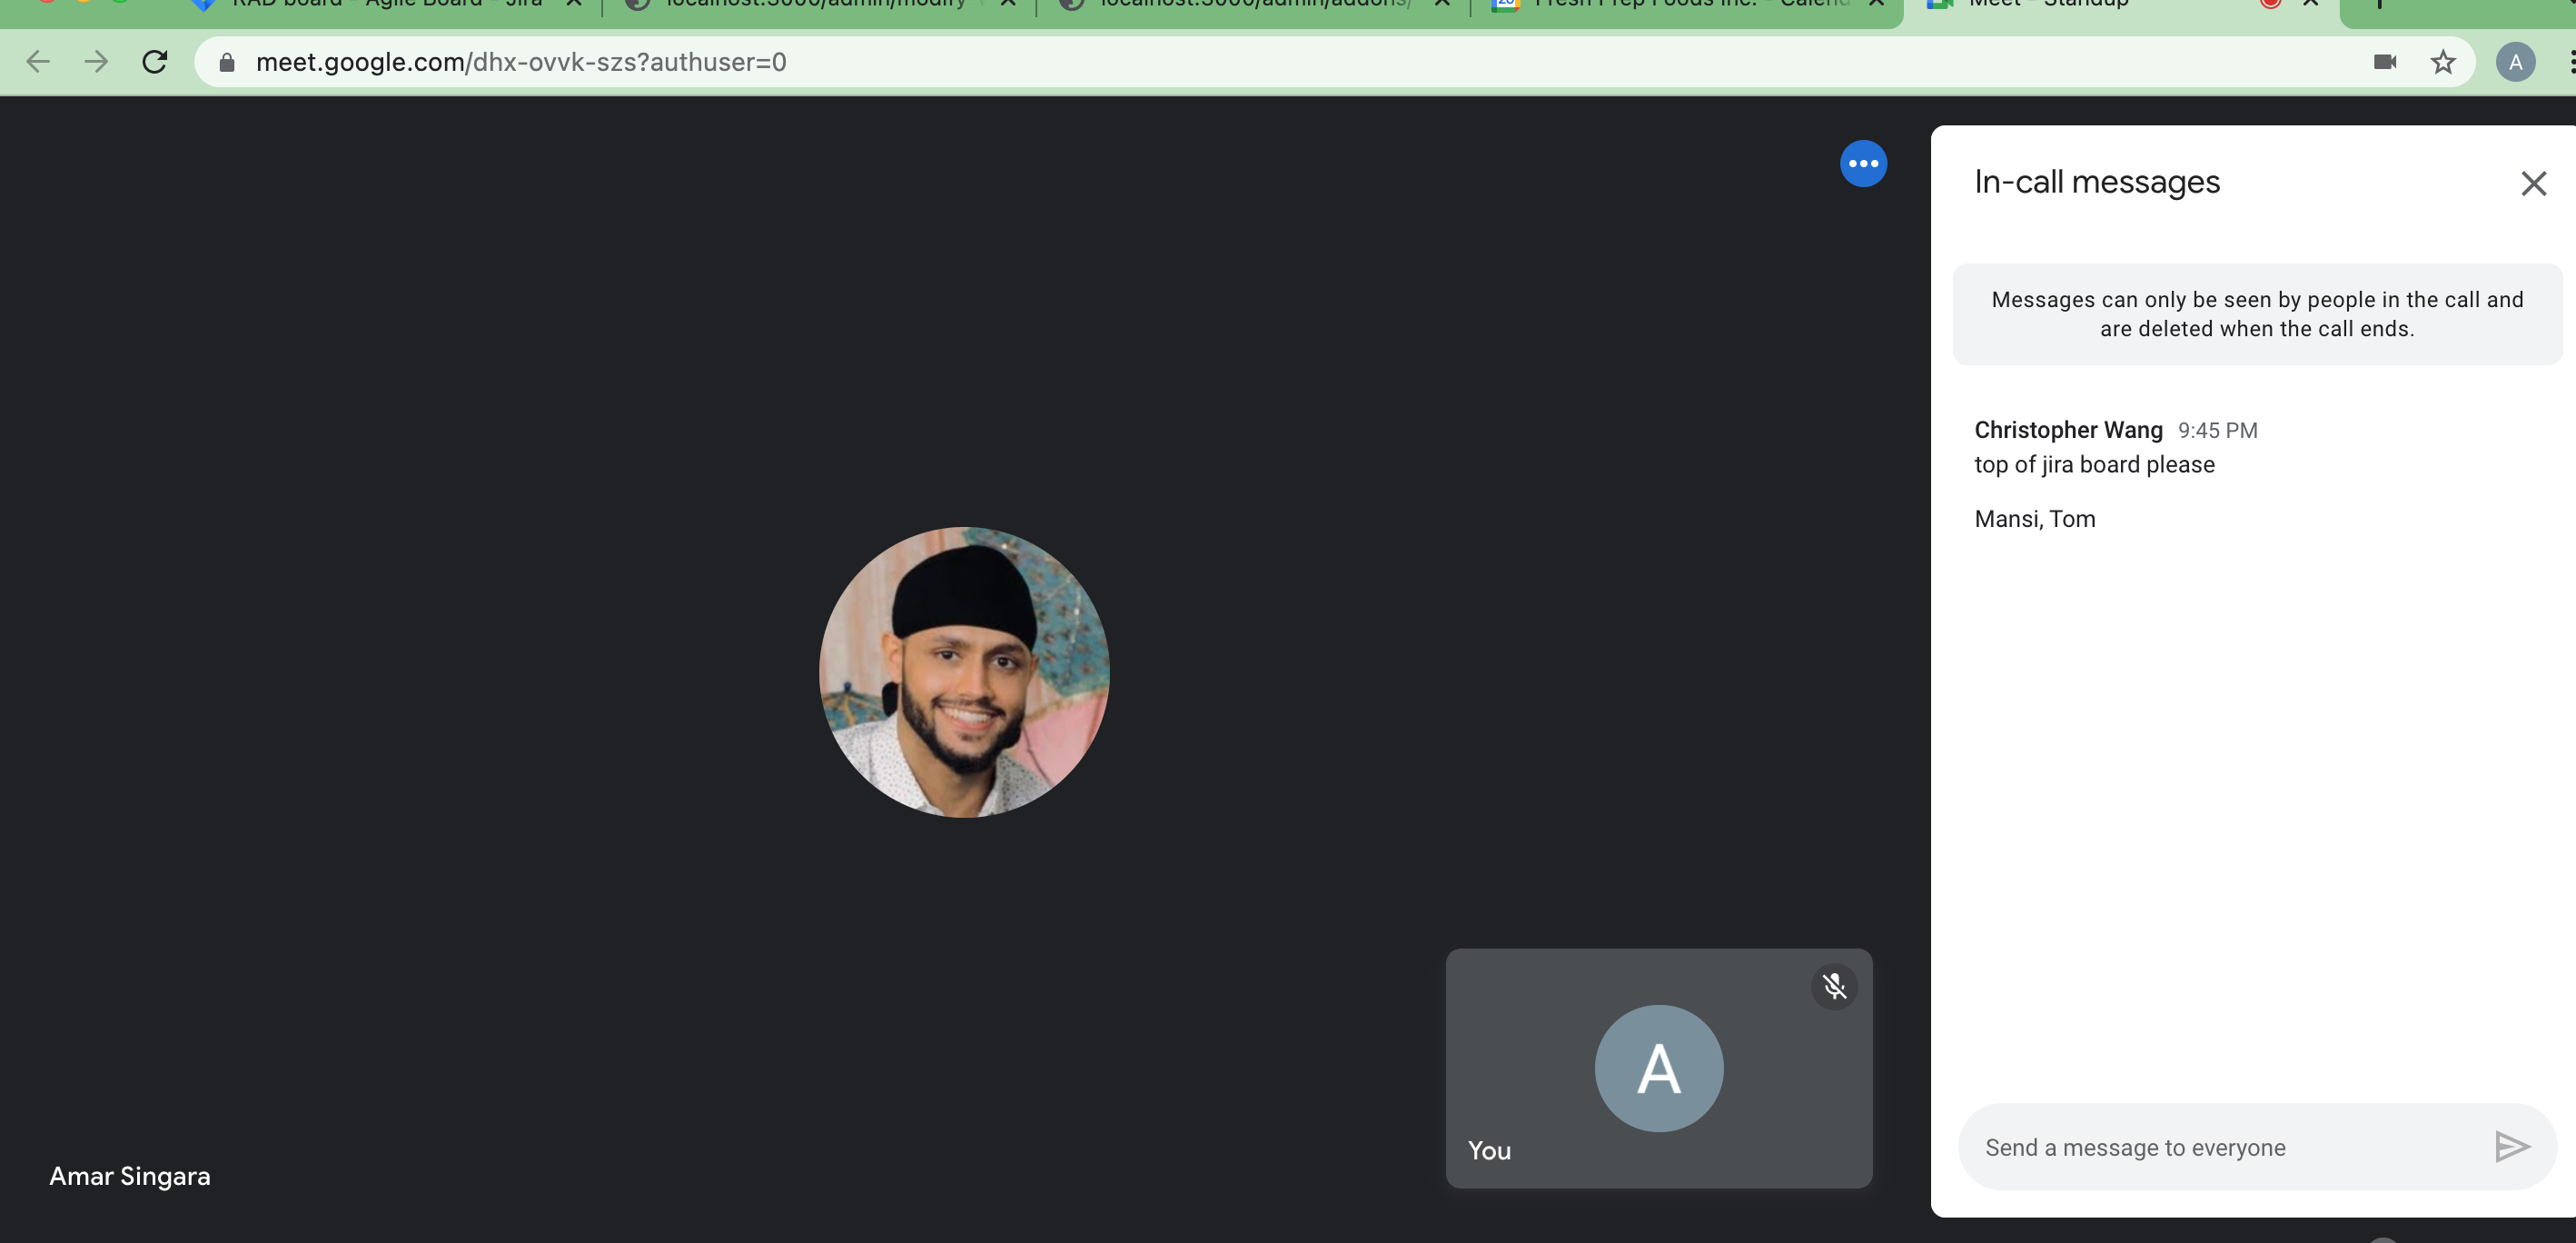 RAD board - Agile Board - Jira
localhost:3000/admin/modify-
localhost:3000/admin/addons/
Fresh Prep Foods Inc. - Calend
Meet - Standup
meet.google.com/dhx-ovvk-szs?authuser=0
A
In-call messages
Messages can only be seen by people in the call and
are deleted when the call ends.
Christopher Wang 9:45 PM
top of jira board please
Mansi, Tom
A
You
Amar Singara
Send a message to everyone